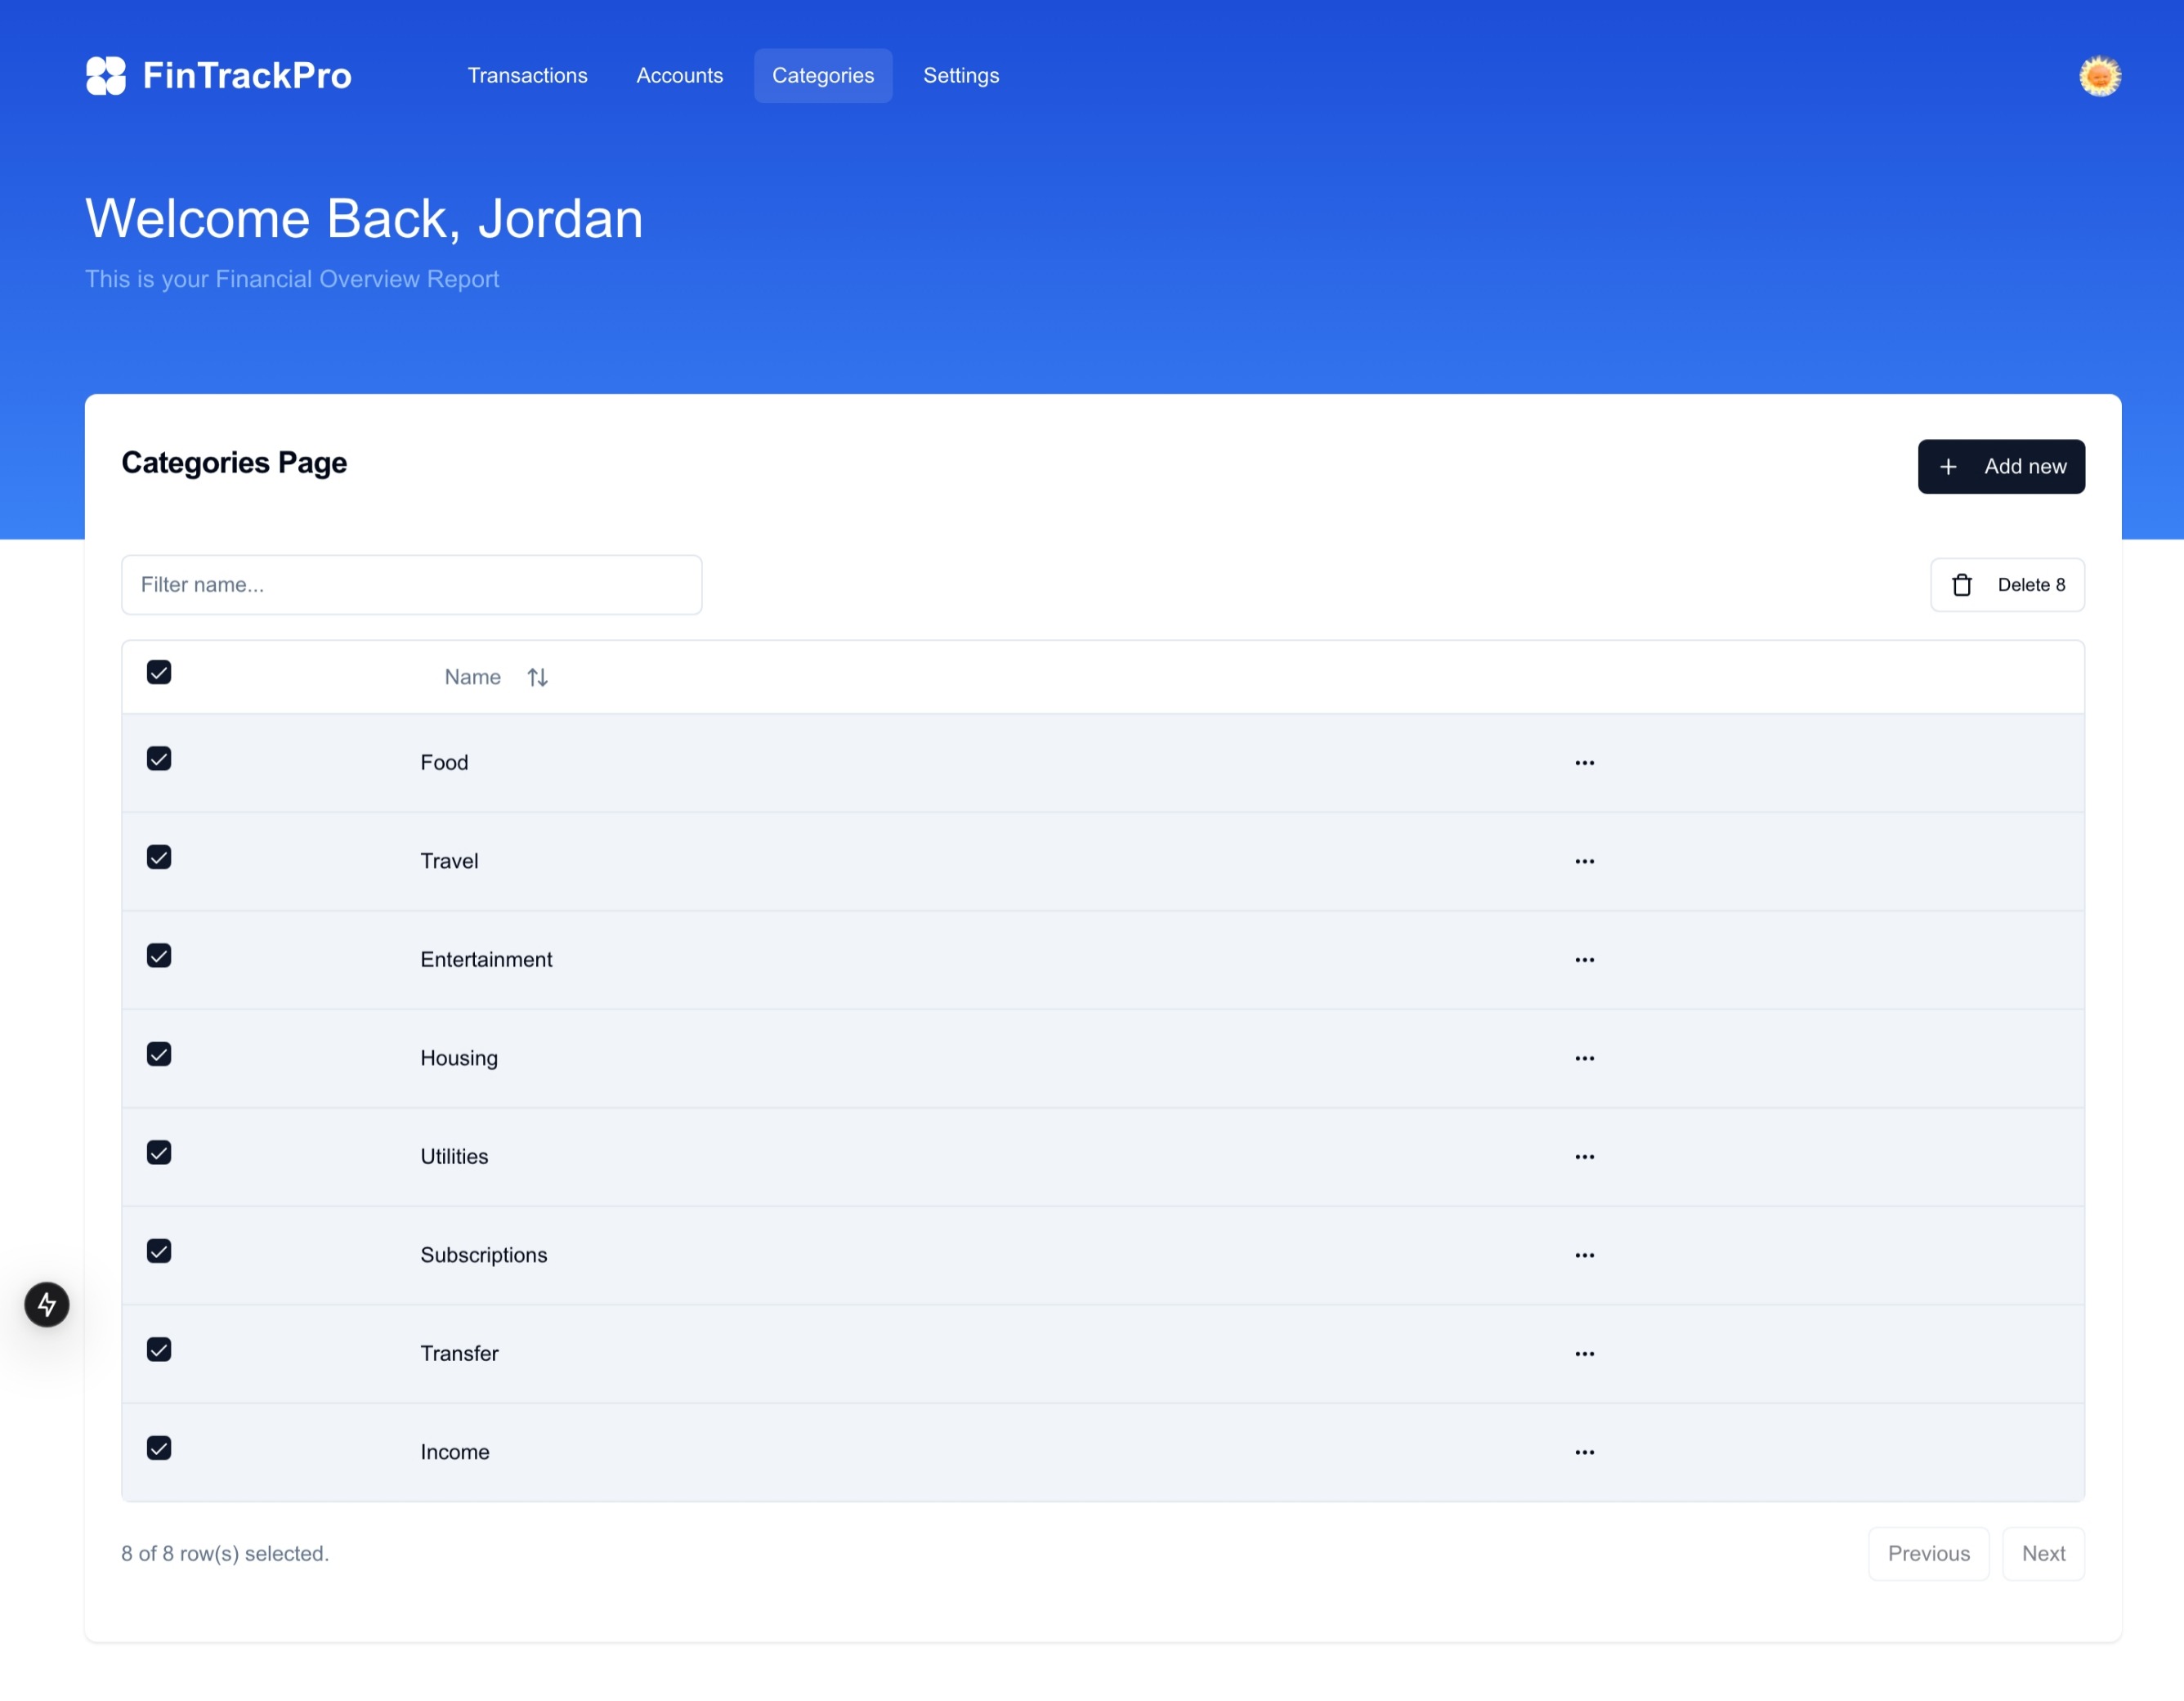 FinTrackPro
Transactions
Accounts
Categories
Settings
Welcome Back, Jordan
This is your Financial Overview Report
Categories Page
Add new
Filter name...
Delete 8
Name
Food
Travel
Entertainment
Housing
Utilities
Subscriptions
Transfer
Income
8 of 8 row(s) selected.
Previous
Next